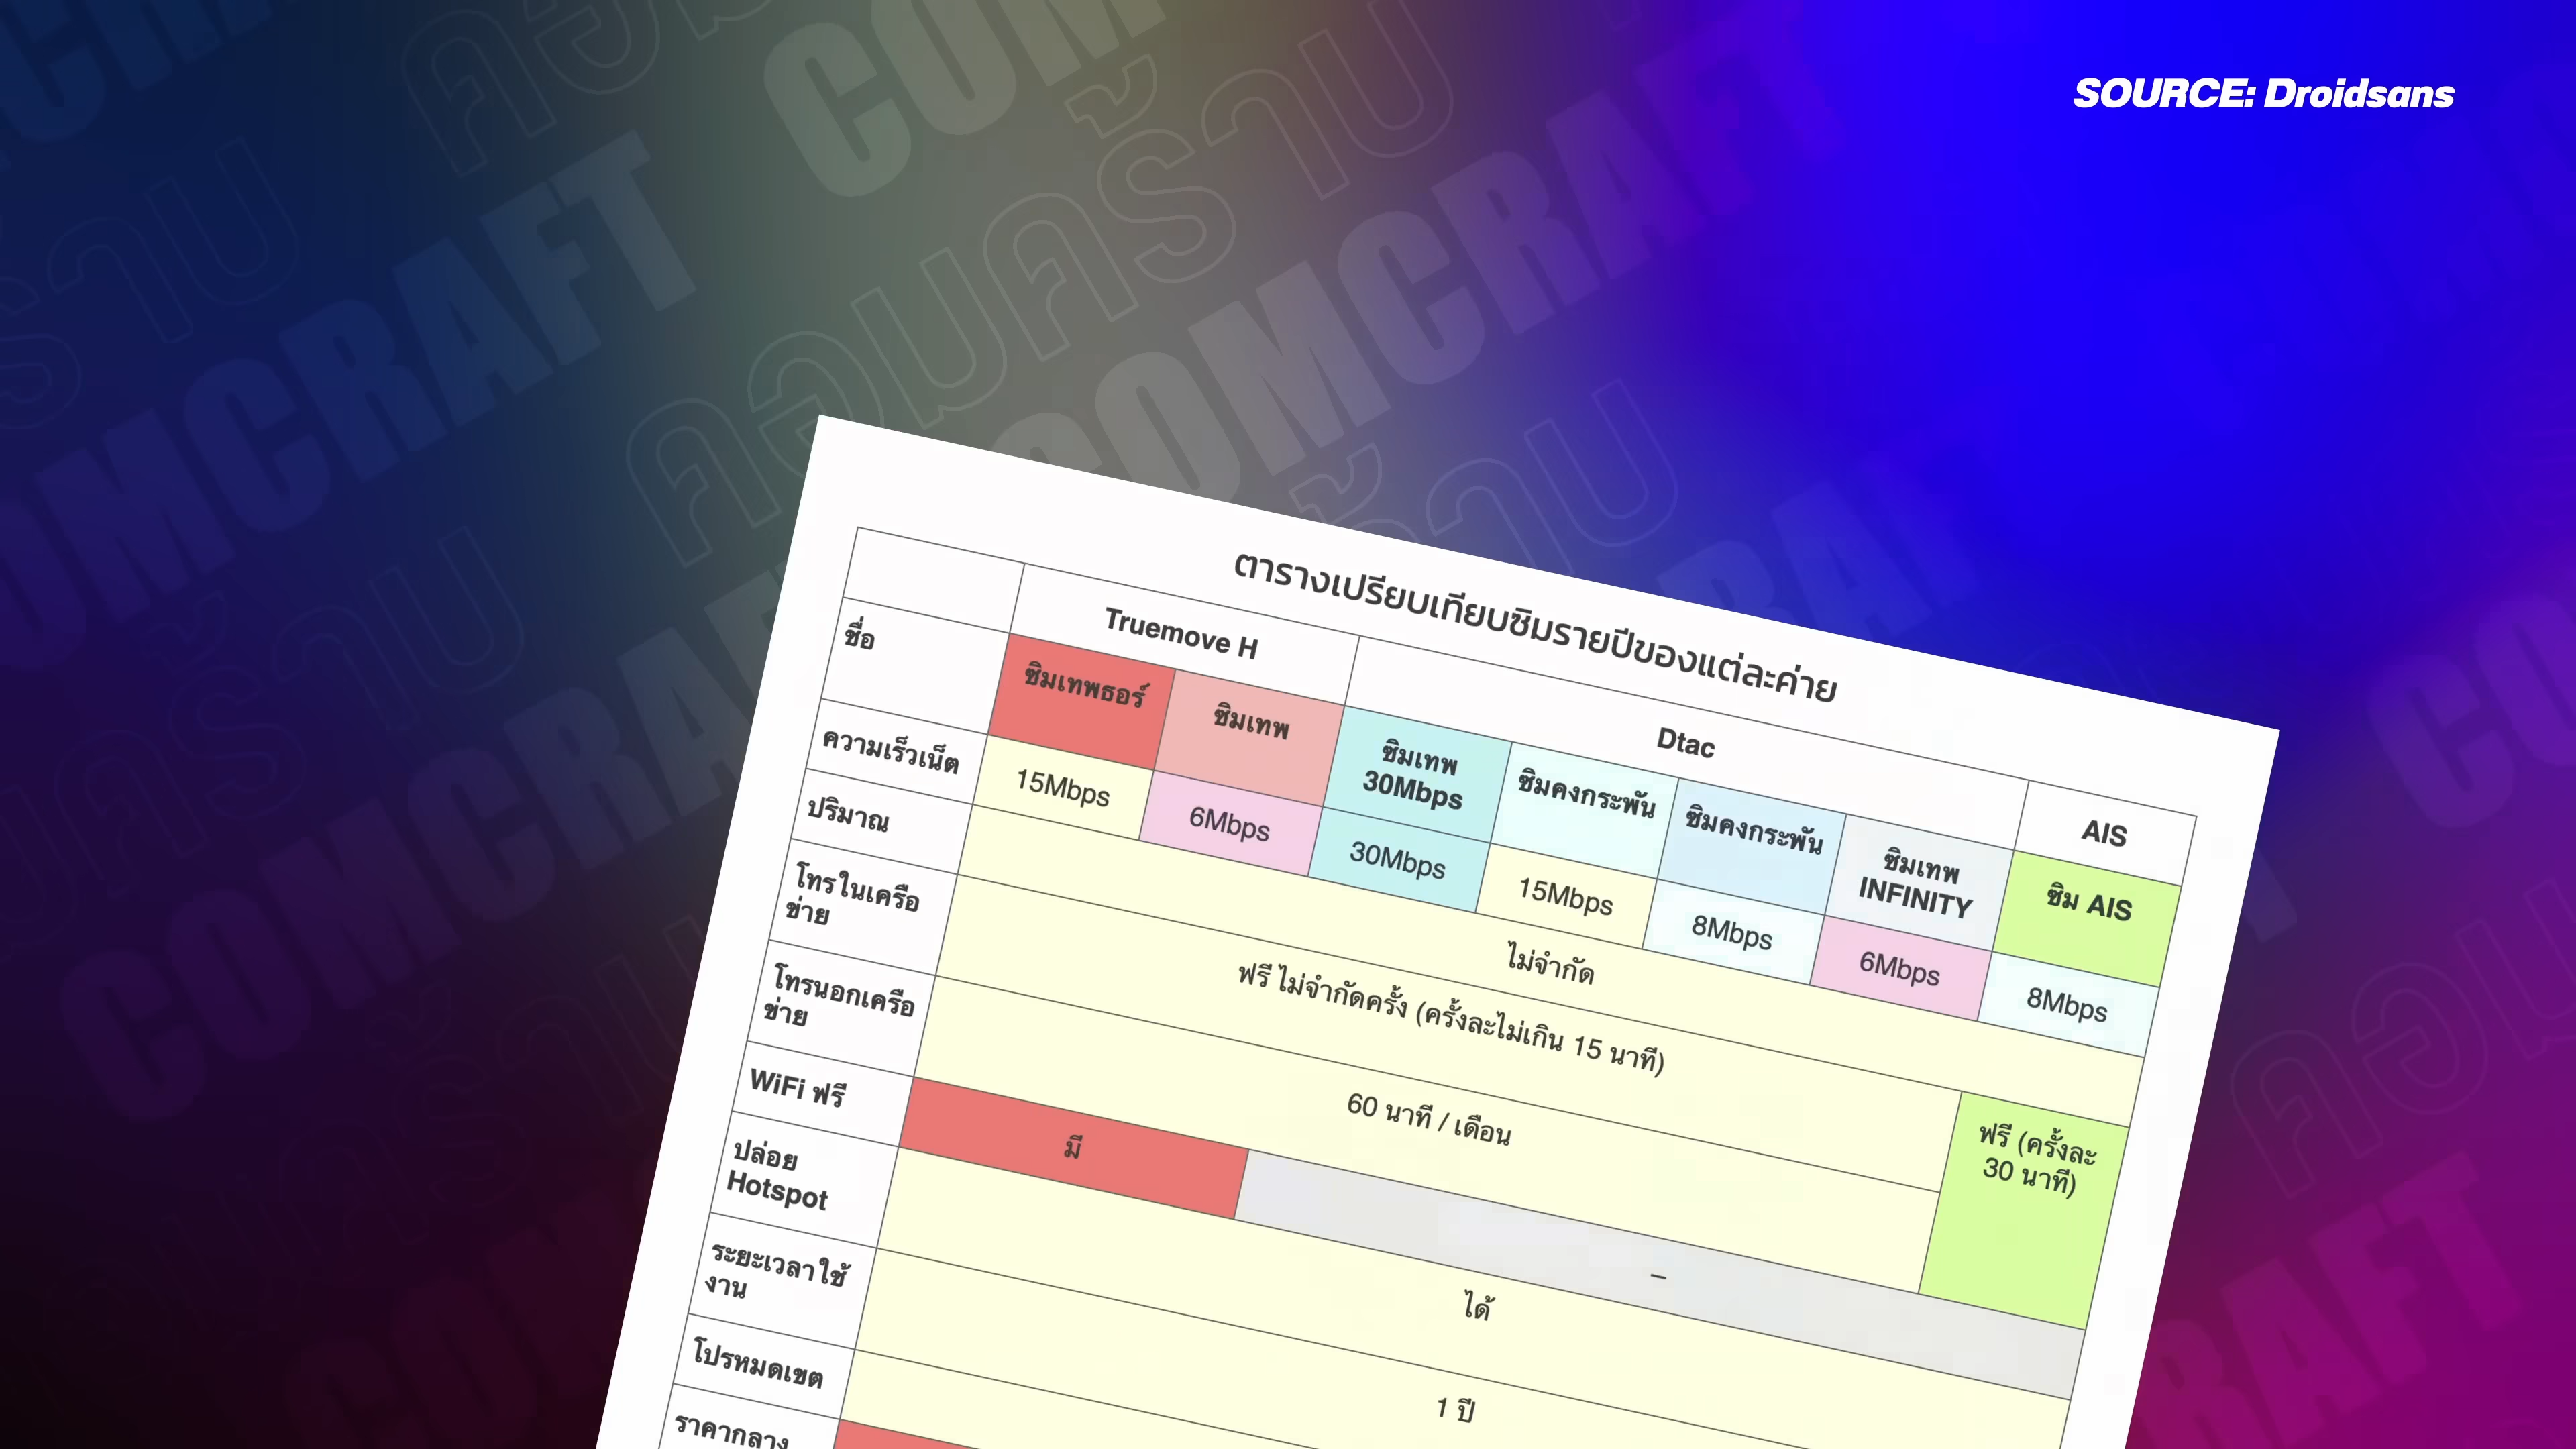 SOURCE: Droidsans
COMCRAFT
คอมคร้าบ
ตารางเปรียบเทียบซิมรายปีของแต่ละค่าย
Truemove H
Dtac
AIS
ชื่อ
ซิมเทพธอร์
ซิมเทพ
ซิมเทพ
30Mbps
ซิมคงกระพัน
ซิมคงกระพัน
ซิมเทพ
INFINITY
ซิม AIS
ความเร็วเน็ต
15Mbps
6Mbps
30Mbps
15Mbps
8Mbps
6Mbps
8Mbps
ปริมาณ
ไม่จำกัด
โทรในเครือ
ข่าย
ฟรี ไม่จำกัดครั้ง (ครั้งละไม่เกิน 15 นาที)
ฟรี (ครั้งละ
30 นาที)
โทรนอกเครือ
ข่าย
60 นาที / เดือน
WiFi ฟรี
มี
–
ปล่อย
Hotspot
ได้
ระยะเวลาใช้
งาน
1 ปี
โปรหมดเขต
ราคากลาง